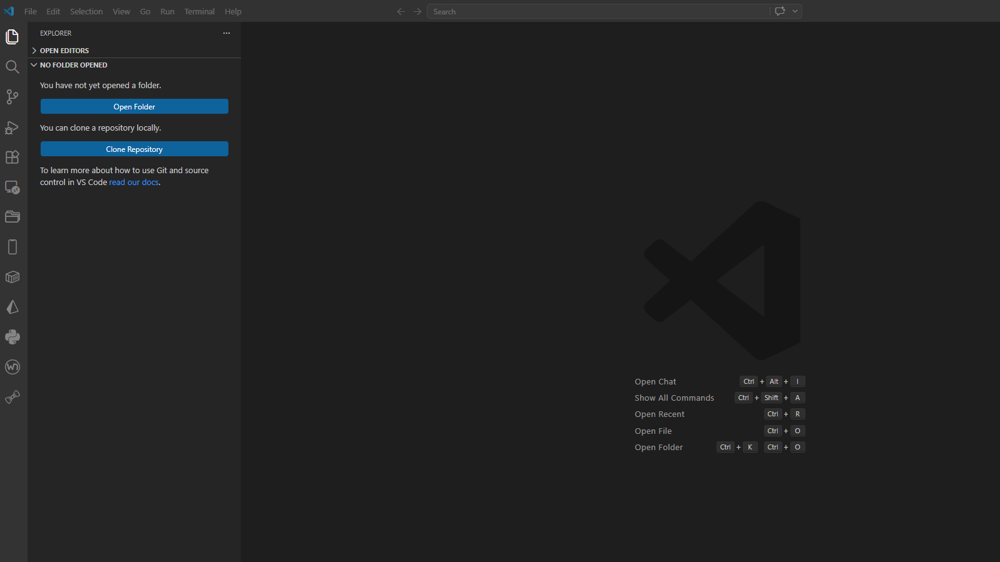 File Edit Selection View Go Run Terminal Help
Search
EXPLORER
OPEN EDITORS
NO FOLDER OPENED
You have not yet opened a folder.
Open Folder
You can clone a repository locally.
Clone Repository
To learn more about how to use Git and source
control in VS Code read our docs.
Open Chat Ctrl + Alt + I
Show All Commands Ctrl + Shift + A
Open Recent Ctrl + R
Open File Ctrl + O
Open Folder Ctrl + K Ctrl + O